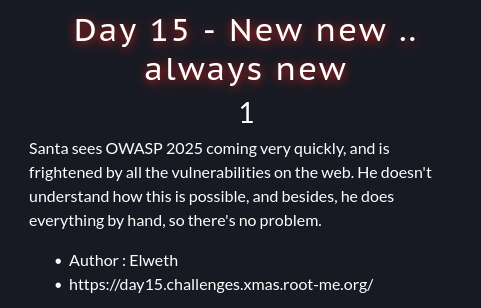 Day 15 - New new ..
always new
1
Santa sees OWASP 2025 coming very quickly, and is
frightened by all the vulnerabilities on the web. He doesn't
understand how this is possible, and besides, he does
everything by hand, so there's no problem.
• Author : Elweth
• https://day15.challenges.xmas.root-me.org/